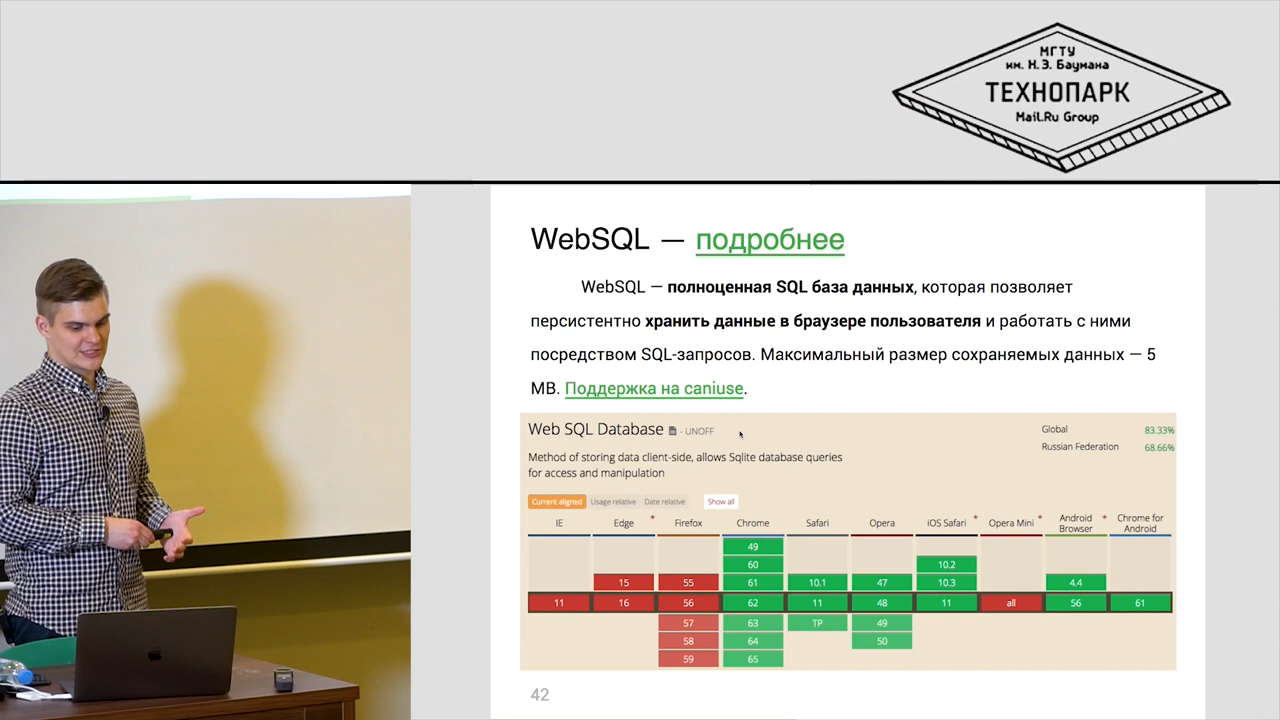 МГТУ
им. Н.Э. Баумана
ТЕХНОПАРК
Mail.Ru Group
WebSQL — подробнее
WebSQL — полноценная SQL база данных, которая позволяет
персистентно хранить данные в браузере пользователя и работать с ними
посредством SQL-запросов. Максимальный размер сохраняемых данных — 5
MB. Поддержка на caniuse.
Web SQL Database - UNOFF
Global 83.33%
Russian Federation 68.66%
Method of storing data client-side, allows Sqlite database queries
for access and manipulation
Current aligned Usage relative Date relative Show all
IE Edge * Firefox Chrome Safari Opera iOS Safari * Opera Mini * Android Browser * Chrome for Android
49
60 10.2
15 55 61 10.1 47 10.3 4.4
11 16 56 62 11 48 11 all 56 61
57 63 TP 49
58 64 50
59 65
42